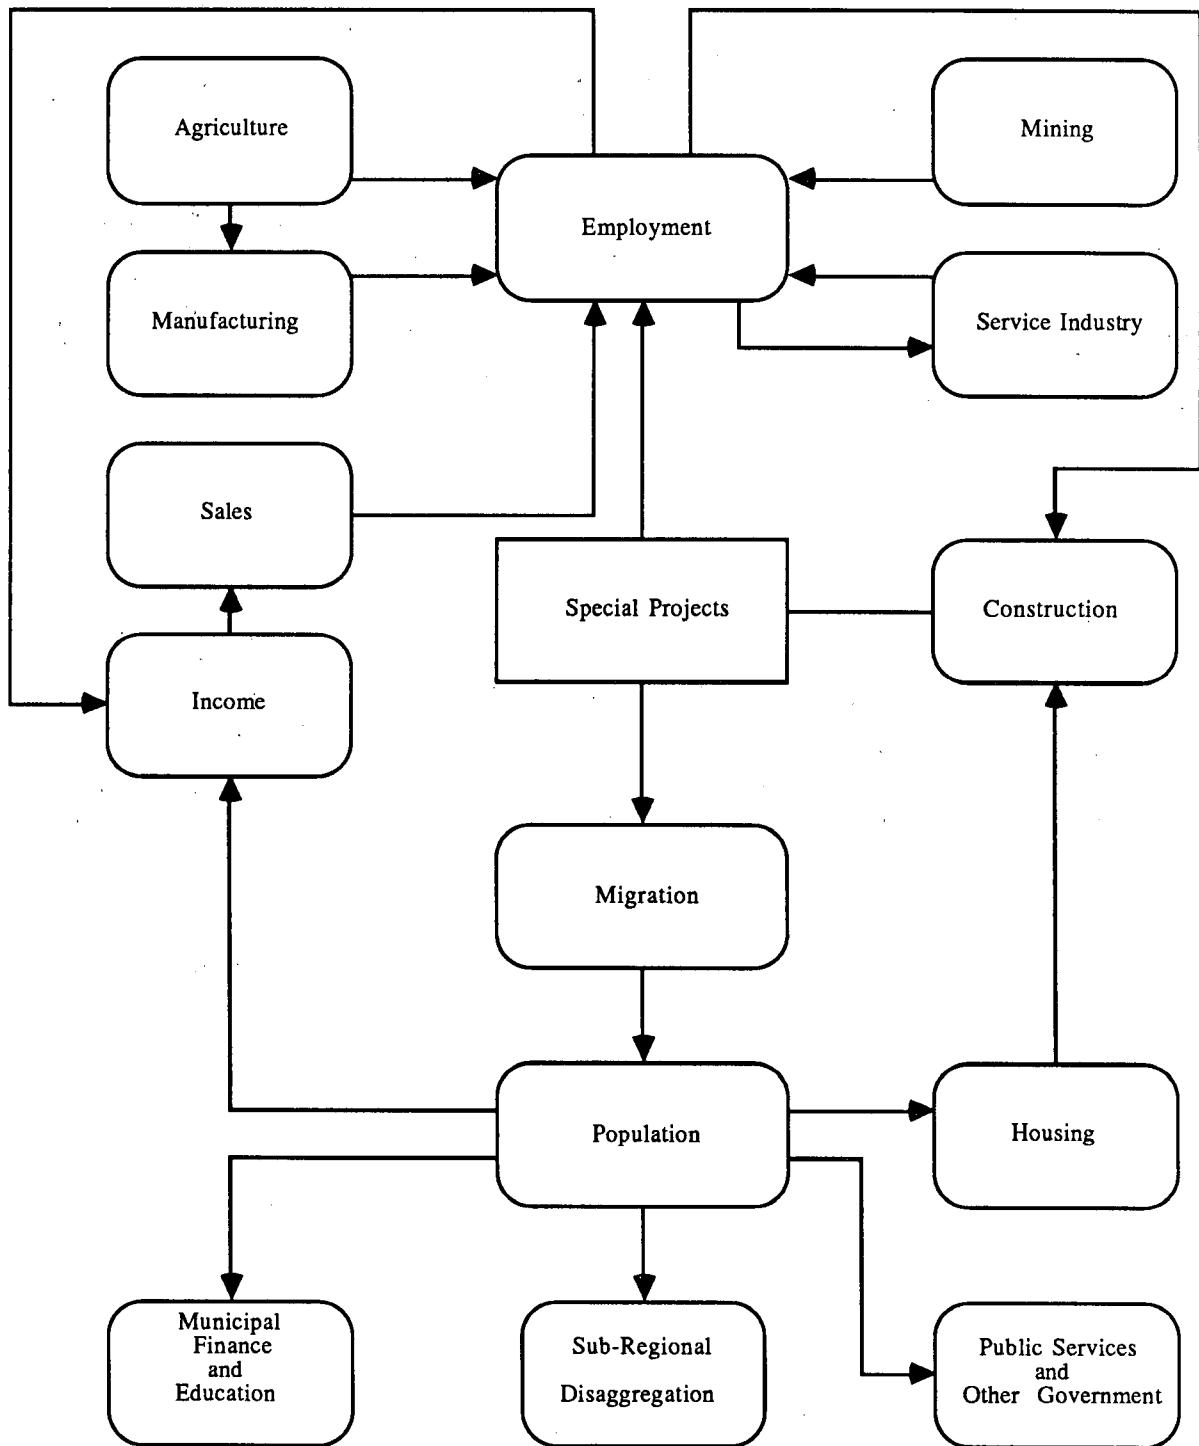 Agriculture
Mining
Employment
Manufacturing
Service Industry
Sales
Special Projects
Construction
Income
Migration
Population
Housing
Municipal
Finance
and
Education
Sub-Regional
Disaggregation
Public Services
and
Other Government